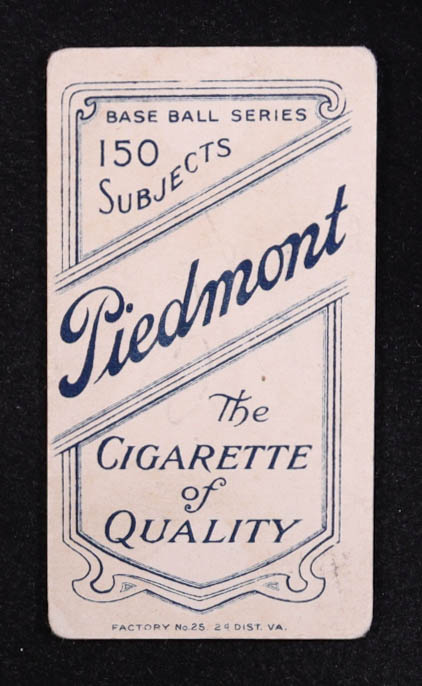 BASE BALL SERIES
150
SUBJECTS
Piedmont
The
CIGARETTE
of
QUALITY
FACTORY No. 25. 2d DIST. VA.